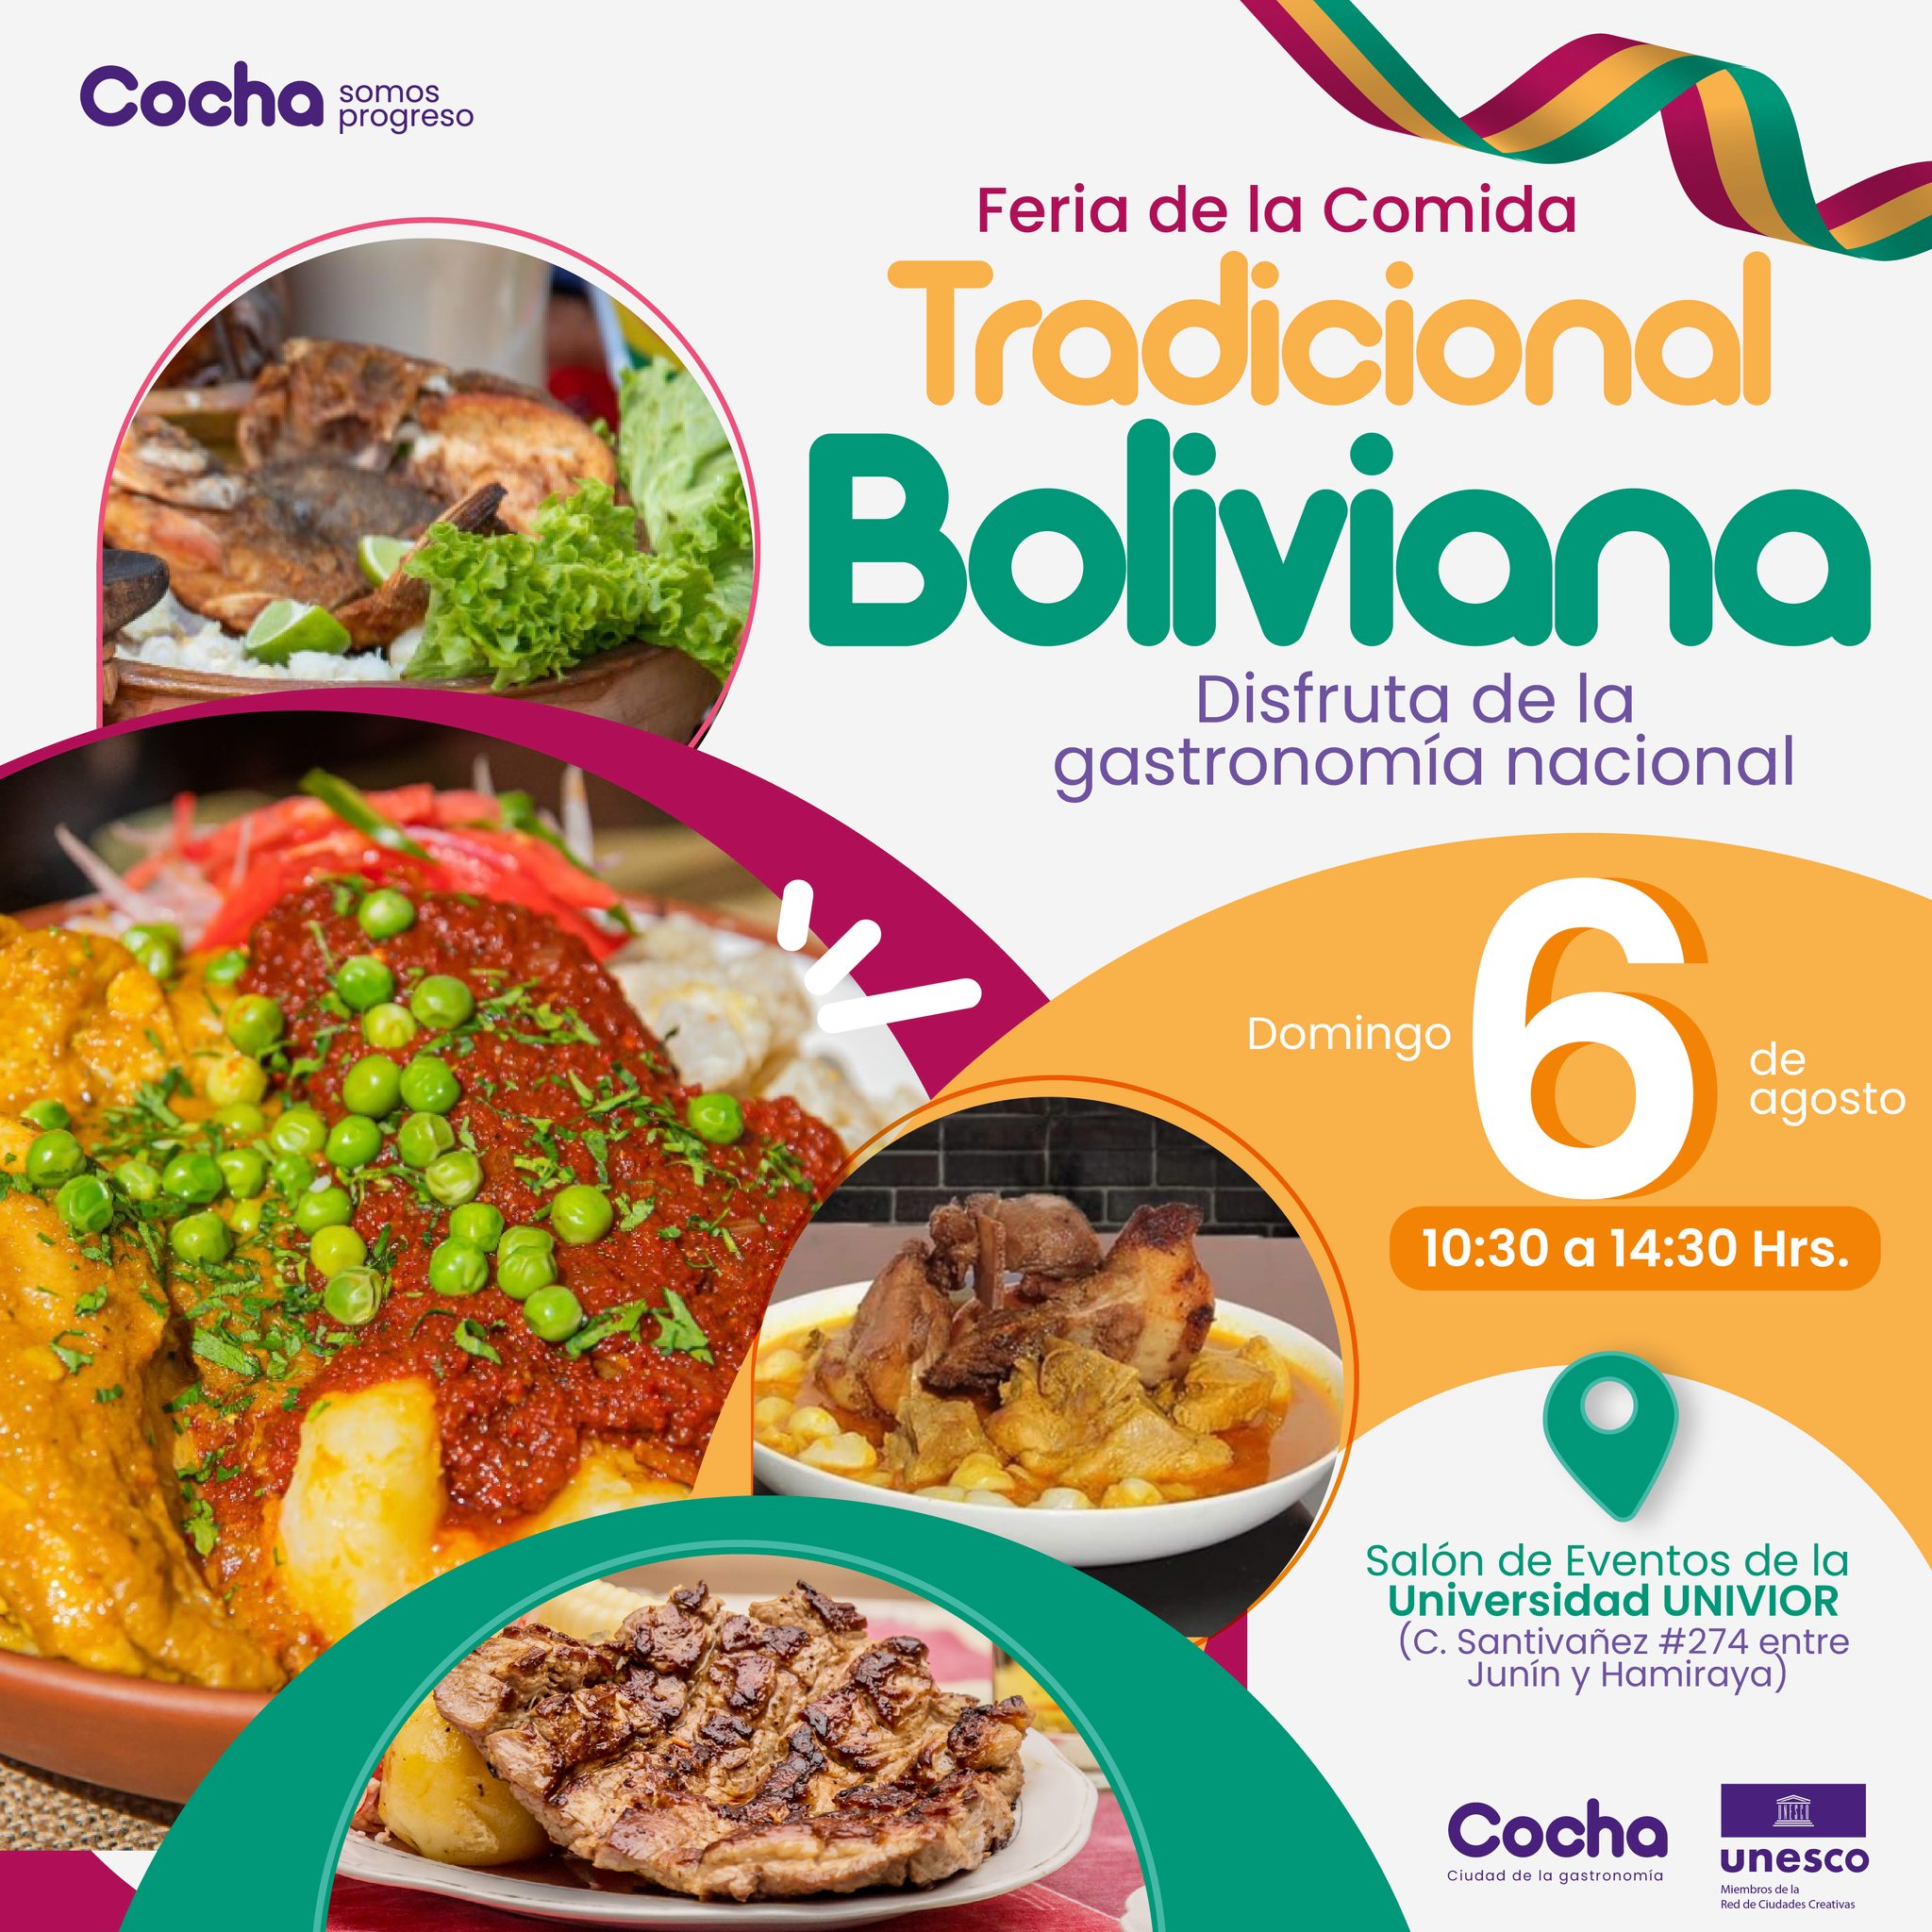 Cocha somos
progreso
Feria de la Comida
Tradicional
Boliviana
Disfruta de la
gastronomía nacional
Domingo 6 de
agosto
10:30 a 14:30 Hrs.
Salón de Eventos de la
Universidad UNIVIOR
(C. Santivañez #274 entre
Junín y Hamiraya)
Cocha
Ciudad de la gastronomía
UNESCO
unesco
Miembros de la
Red de Ciudades Creativas